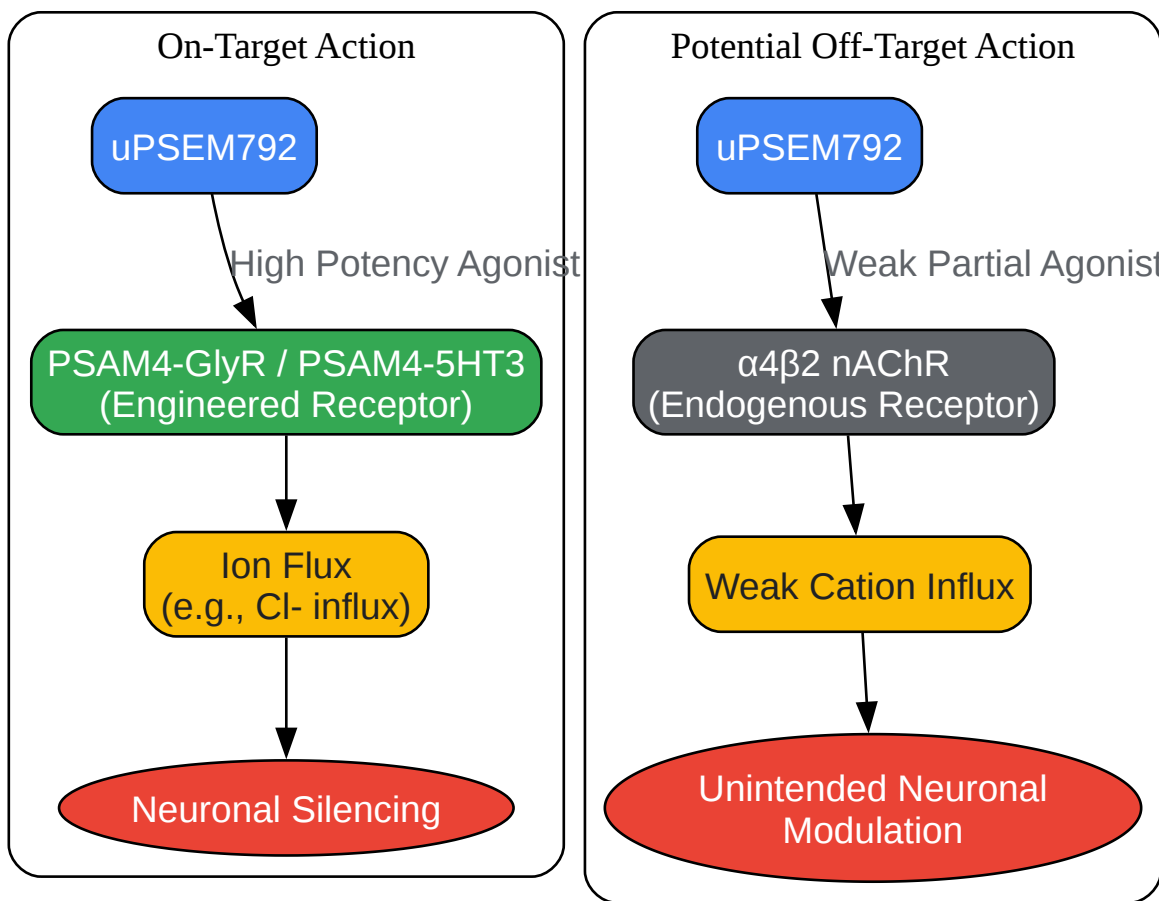 On-Target Action
uPSEM792
High Potency Agonist
PSAM4-GlyR / PSAM4-5HT3
(Engineered Receptor)
Ion Flux
(e.g., Cl- influx)
Neuronal Silencing
Potential Off-Target Action
uPSEM792
Weak Partial Agonist
α4β2 nAChR
(Endogenous Receptor)
Weak Cation Influx
Unintended Neuronal
Modulation